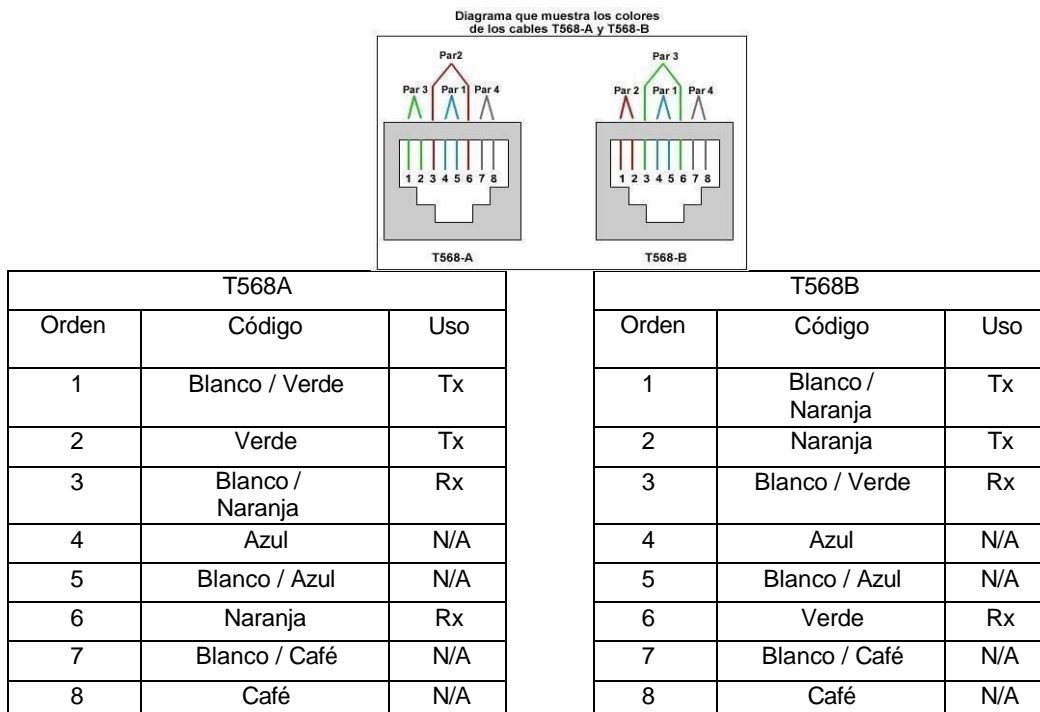 Diagrama que muestra los colores
de los cables T568-A y T568-B
Par2
Par 3 Par 1 Par 4
1 2 3 4 5 6 7 8
T568-A
Par 3
Par 2 Par 1 Par 4
1 2 3 4 5 6 7 8
T568-B
T568A
Orden Código Uso
1 Blanco / Verde Tx
2 Verde Tx
3 Blanco / Rx
Naranja
4 Azul N/A
5 Blanco / Azul N/A
6 Naranja Rx
7 Blanco / Café N/A
8 Café N/A
T568B
Orden Código Uso
1 Blanco / Tx
Naranja
2 Naranja Tx
3 Blanco / Verde Rx
4 Azul N/A
5 Blanco / Azul N/A
6 Verde Rx
7 Blanco / Café N/A
8 Café N/A